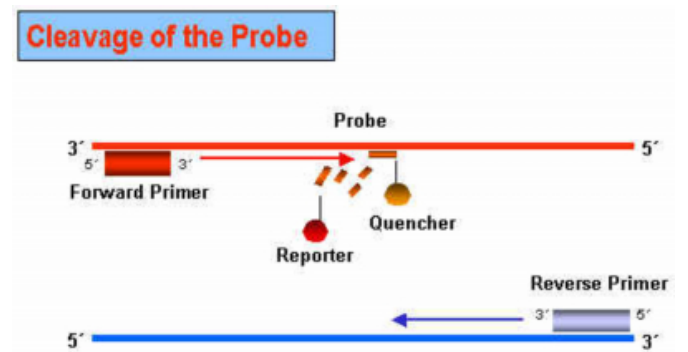 Cleavage of the Probe
Probe
3´ 5´
5´ 3´
Forward Primer
Quencher
Reporter
Reverse Primer
3´ 5´
5´ 3´